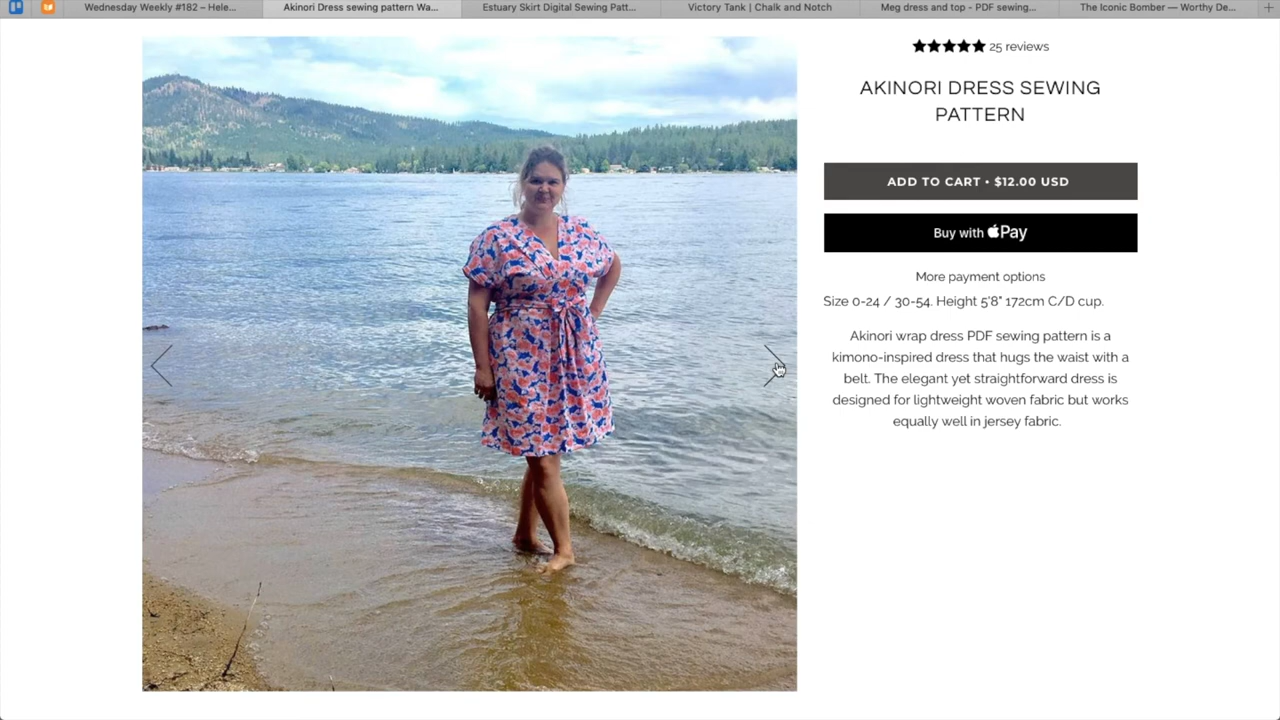 Wednesday Weekly #182 – Hele...
Akinori Dress sewing pattern Wa...
Estuary Skirt Digital Sewing Patt...
Victory Tank | Chalk and Notch
Meg dress and top - PDF sewing...
The Iconic Bomber — Worthy De...
25 reviews
AKINORI DRESS SEWING
PATTERN
ADD TO CART • $12.00 USD
Buy with Pay
More payment options
Size 0-24 / 30-54. Height 5'8" 172cm C/D cup.
Akinori wrap dress PDF sewing pattern is a
kimono-inspired dress that hugs the waist with a
belt. The elegant yet straightforward dress is
designed for lightweight woven fabric but works
equally well in jersey fabric.